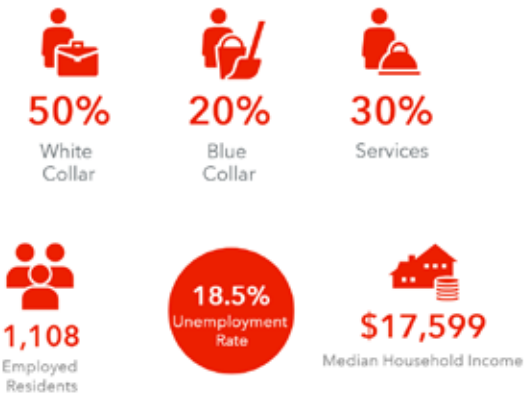 50%
White
Collar
20%
Blue
Collar
30%
Services
1,108
Employed
Residents
18.5%
Unemployment
Rate
$17,599
Median Household Income